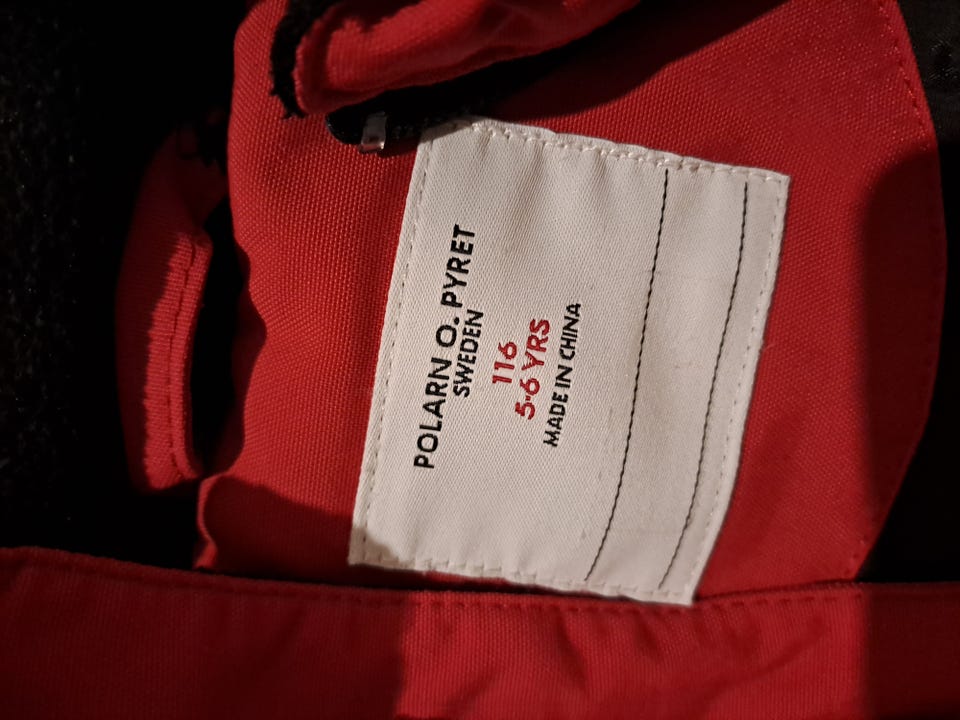 POLARN O. PYRET
SWEDEN
116
5-6 YRS
MADE IN CHINA